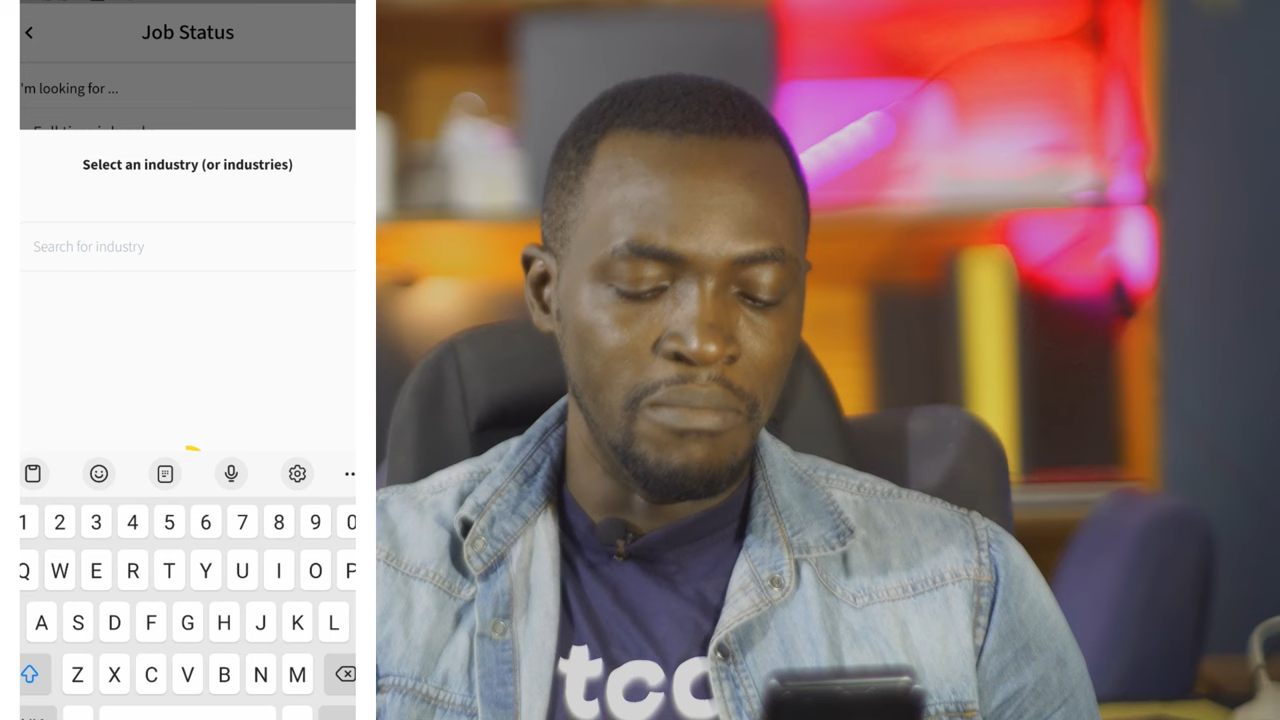 Job Status
'm looking for ...
Select an industry (or industries)
Search for industry
1 2 3 4 5 6 7 8 9 0
Q W E R T Y U I O P
A S D F G H J K L
Z X C V B N M
tco